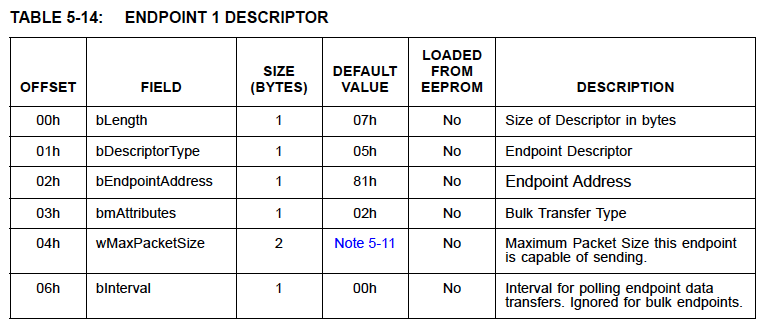 TABLE 5-14: ENDPOINT 1 DESCRIPTOR
OFFSET FIELD SIZE (BYTES) DEFAULT VALUE LOADED FROM EEPROM DESCRIPTION
00h bLength 1 07h No Size of Descriptor in bytes
01h bDescriptorType 1 05h No Endpoint Descriptor
02h bEndpointAddress 1 81h No Endpoint Address
03h bmAttributes 1 02h No Bulk Transfer Type
04h wMaxPacketSize 2 Note 5-11 No Maximum Packet Size this endpoint
is capable of sending.
06h bInterval 1 00h No Interval for polling endpoint data
transfers. Ignored for bulk endpoints.